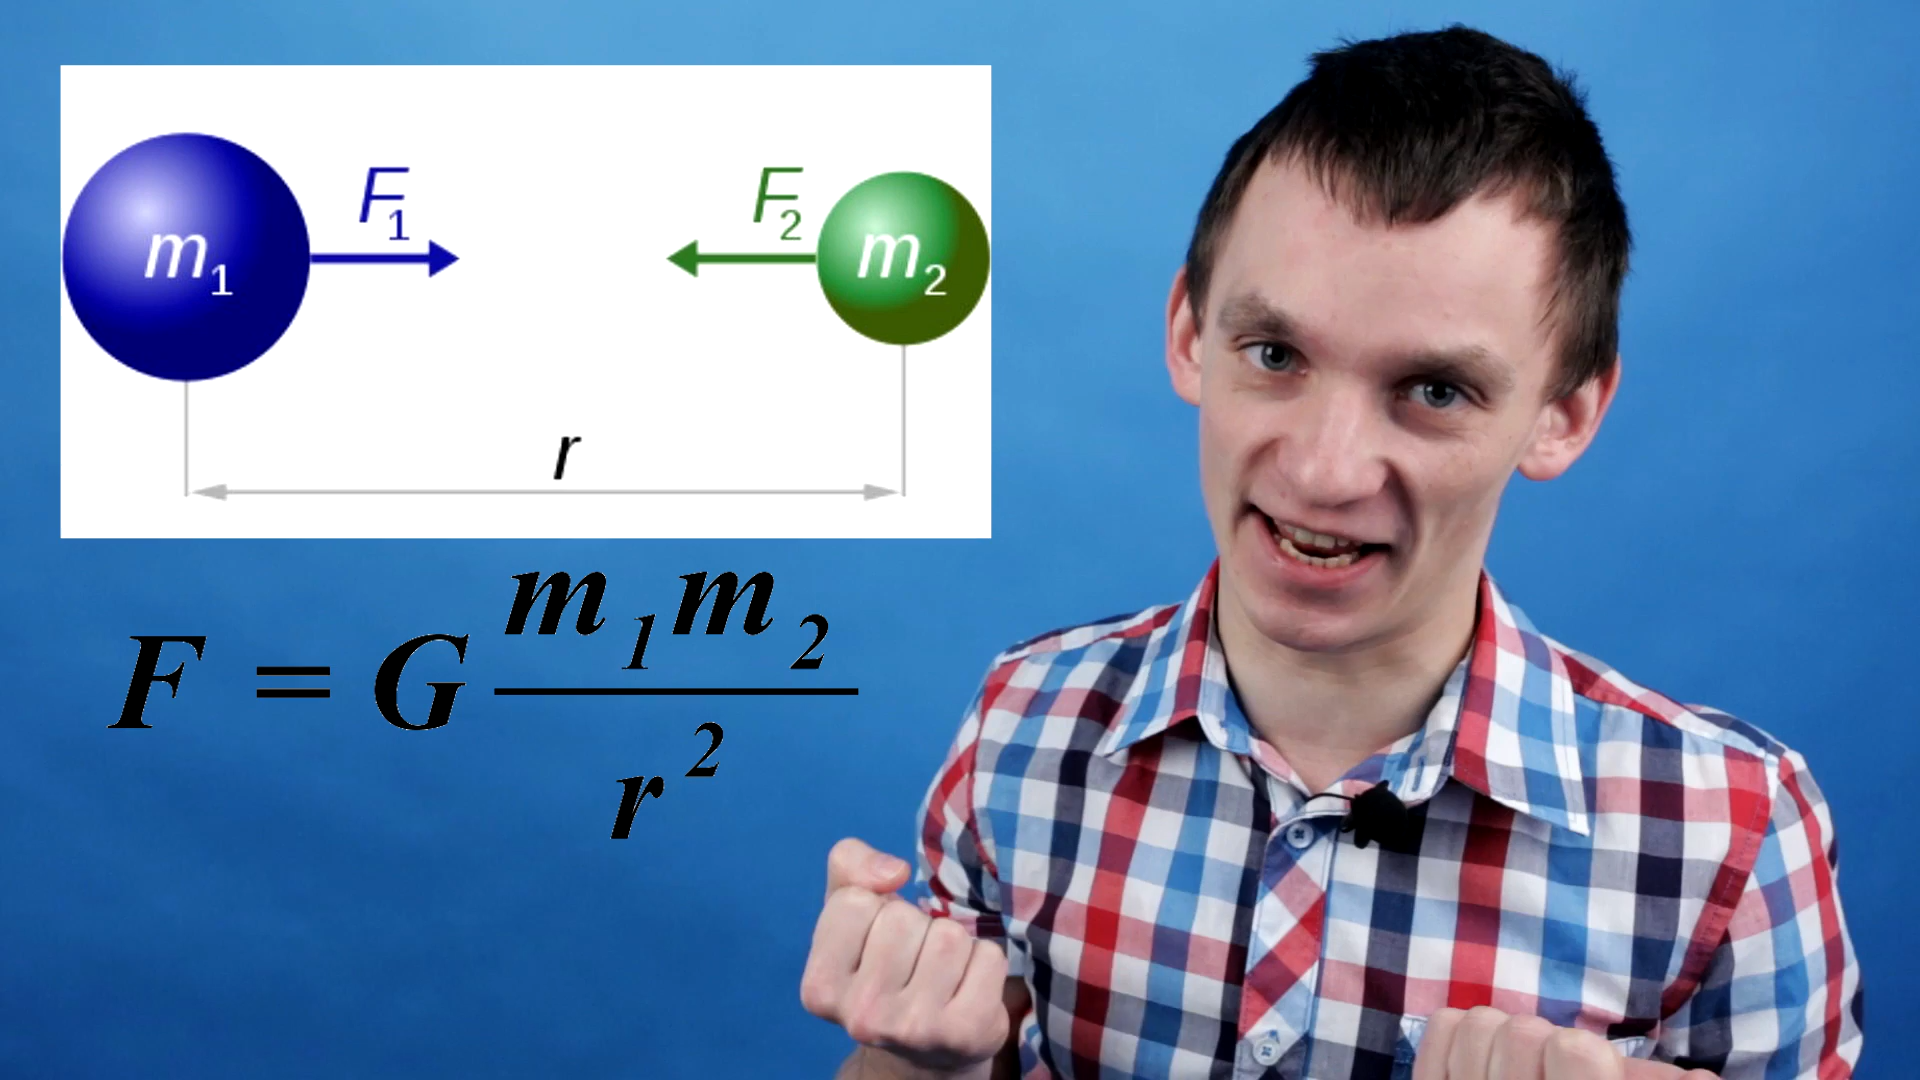 F₁ F₂
m₁ m₂
r
F = G m₁m₂ / r²